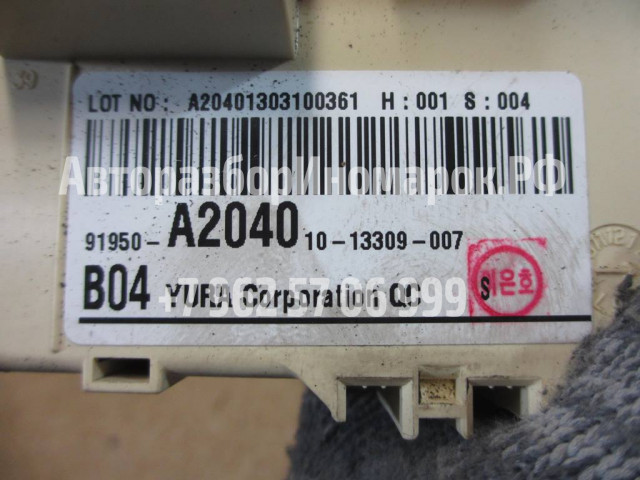 LOT NO : A20401303100361 H : 001 S : 004
АвторазборИномарок.РФ
91950- A2040 10-13309-007
B04 YURA Corporation QC S
+7 962 57 06 999